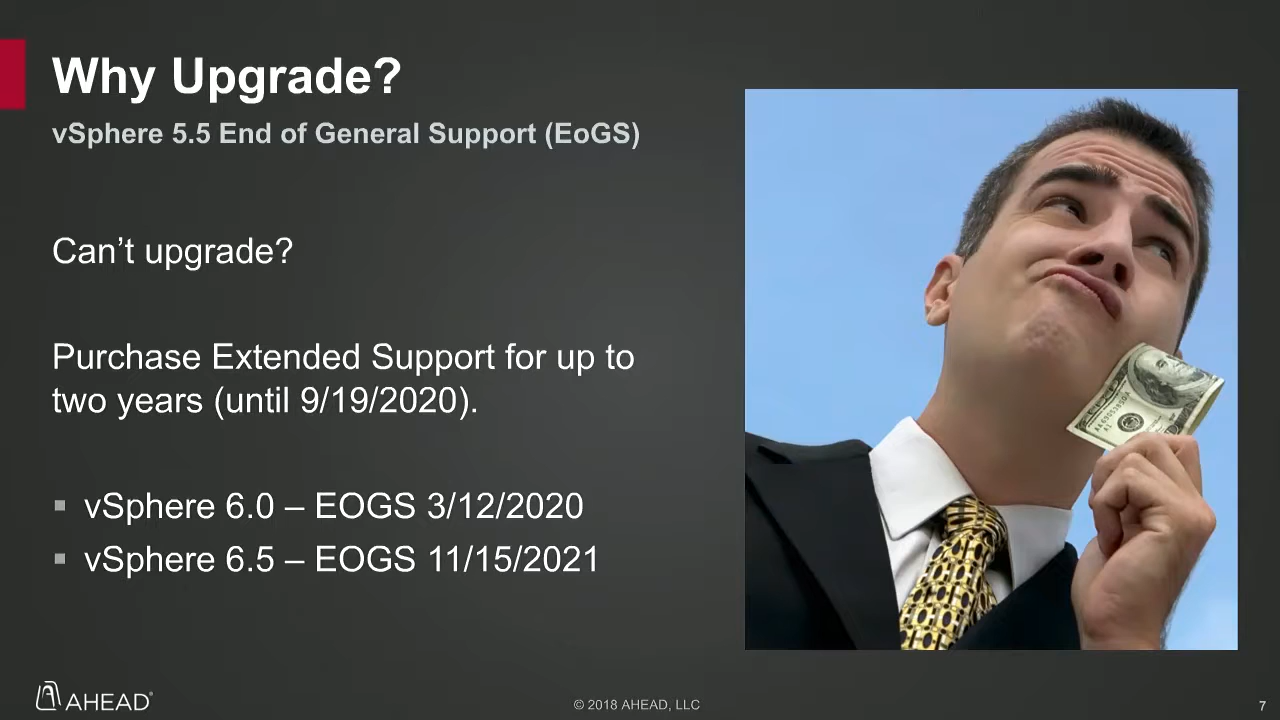 Why Upgrade?
vSphere 5.5 End of General Support (EoGS)
Can’t upgrade?
Purchase Extended Support for up to
two years (until 9/19/2020).
▪ vSphere 6.0 – EOGS 3/12/2020
▪ vSphere 6.5 – EOGS 11/15/2021
AHEAD®
© 2018 AHEAD, LLC
7